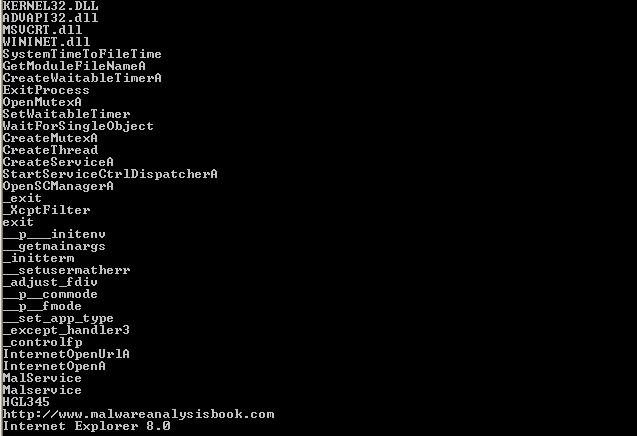 KERNEL32.DLL
ADVAPI32.dll
MSVCRT.dll
WININET.dll
SystemTimeToFileTime
GetModuleFileNameA
CreateWaitableTimerA
ExitProcess
OpenMutexA
SetWaitableTimer
WaitForSingleObject
CreateMutexA
CreateThread
CreateServiceA
StartServiceCtrlDispatcherA
OpenSCManagerA
_exit
_XcptFilter
exit
__p___initenv
__getmainargs
_initterm
__setusermatherr
_adjust_fdiv
__p__commode
__p__fmode
__set_app_type
_except_handler3
_controlfp
InternetOpenUrlA
InternetOpenA
MalService
Malservice
HGL345
http://www.malwareanalysisbook.com
Internet Explorer 8.0